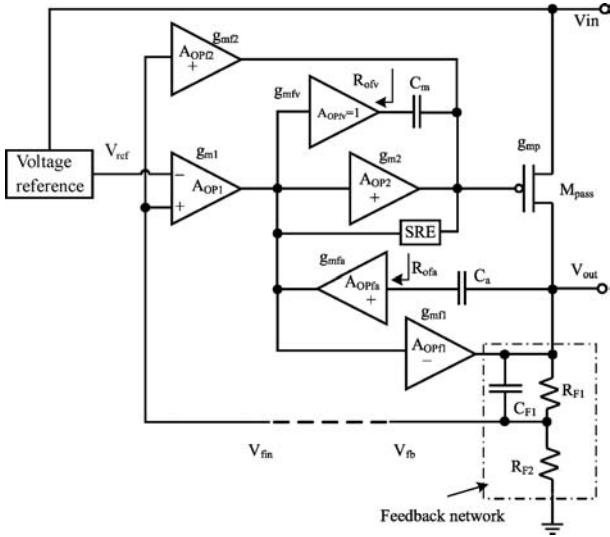 Vin
g_mf2
A_OPf2
+
g_mfv
R_ofv
C_m
A_OPfv=1
Voltage
reference
V_ref
g_m1
−
A_OP1
+
g_m2
A_OP2
+
g_mp
M_pass
SRE
g_mfa
R_ofa
A_OPfa
+
C_a
V_out
g_mf1
A_OPf1
−
C_F1
R_F1
V_fin
V_fb
R_F2
Feedback network